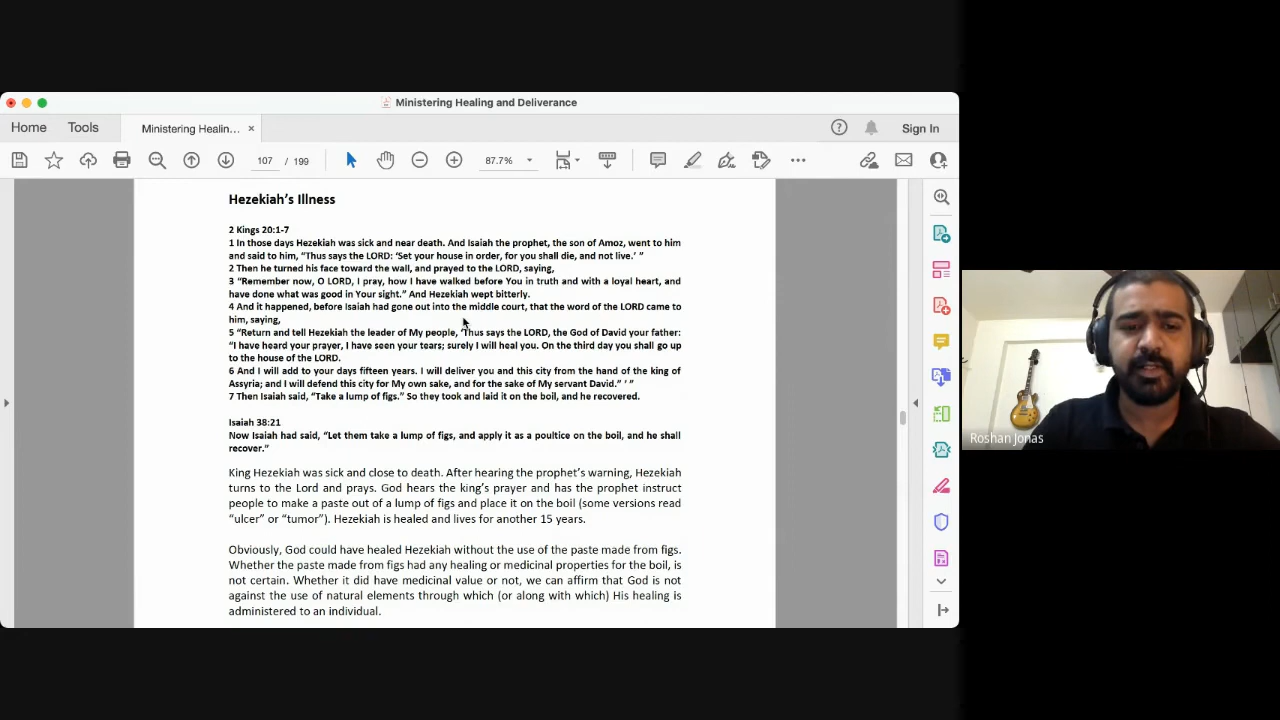 Ministering Healing and Deliverance
Home
Tools
Ministering Healin...
×
Sign In
107 / 199
87.7%
Hezekiah’s Illness
2 Kings 20:1-7
1 In those days Hezekiah was sick and near death. And Isaiah the prophet, the son of Amoz, went to him
and said to him, “Thus says the LORD: ‘Set your house in order, for you shall die, and not live.’ ”
2 Then he turned his face toward the wall, and prayed to the LORD, saying,
3 “Remember now, O LORD, I pray, how I have walked before You in truth and with a loyal heart, and
have done what was good in Your sight.” And Hezekiah wept bitterly.
4 And it happened, before Isaiah had gone out into the middle court, that the word of the LORD came to
him, saying,
5 “Return and tell Hezekiah the leader of My people, ‘Thus says the LORD, the God of David your father:
“I have heard your prayer, I have seen your tears; surely I will heal you. On the third day you shall go up
to the house of the LORD.
6 And I will add to your days fifteen years. I will deliver you and this city from the hand of the king of
Assyria; and I will defend this city for My own sake, and for the sake of My servant David.” ’ ”
7 Then Isaiah said, “Take a lump of figs.” So they took and laid it on the boil, and he recovered.
Isaiah 38:21
Now Isaiah had said, “Let them take a lump of figs, and apply it as a poultice on the boil, and he shall
recover.”
King Hezekiah was sick and close to death. After hearing the prophet’s warning, Hezekiah
turns to the Lord and prays. God hears the king’s prayer and has the prophet instruct
people to make a paste out of a lump of figs and place it on the boil (some versions read
“ulcer” or “tumor”). Hezekiah is healed and lives for another 15 years.
Obviously, God could have healed Hezekiah without the use of the paste made from figs.
Whether the paste made from figs had any healing or medicinal properties for the boil, is
not certain. Whether it did have medicinal value or not, we can affirm that God is not
against the use of natural elements through which (or along with which) His healing is
administered to an individual.
Roshan Jonas